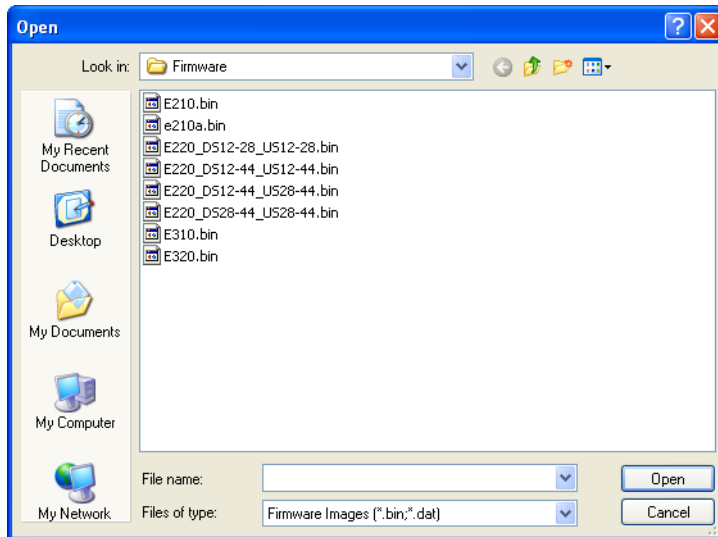 Open
Look in: Firmware
E210.bin
e210a.bin
E220_DS12-28_US12-28.bin
E220_DS12-44_US12-44.bin
E220_DS12-44_US28-44.bin
E220_DS28-44_US28-44.bin
E310.bin
E320.bin
My Recent
Documents
Desktop
My Documents
My Computer
My Network
File name:
Open
Files of type: Firmware Images (*.bin;*.dat)
Cancel